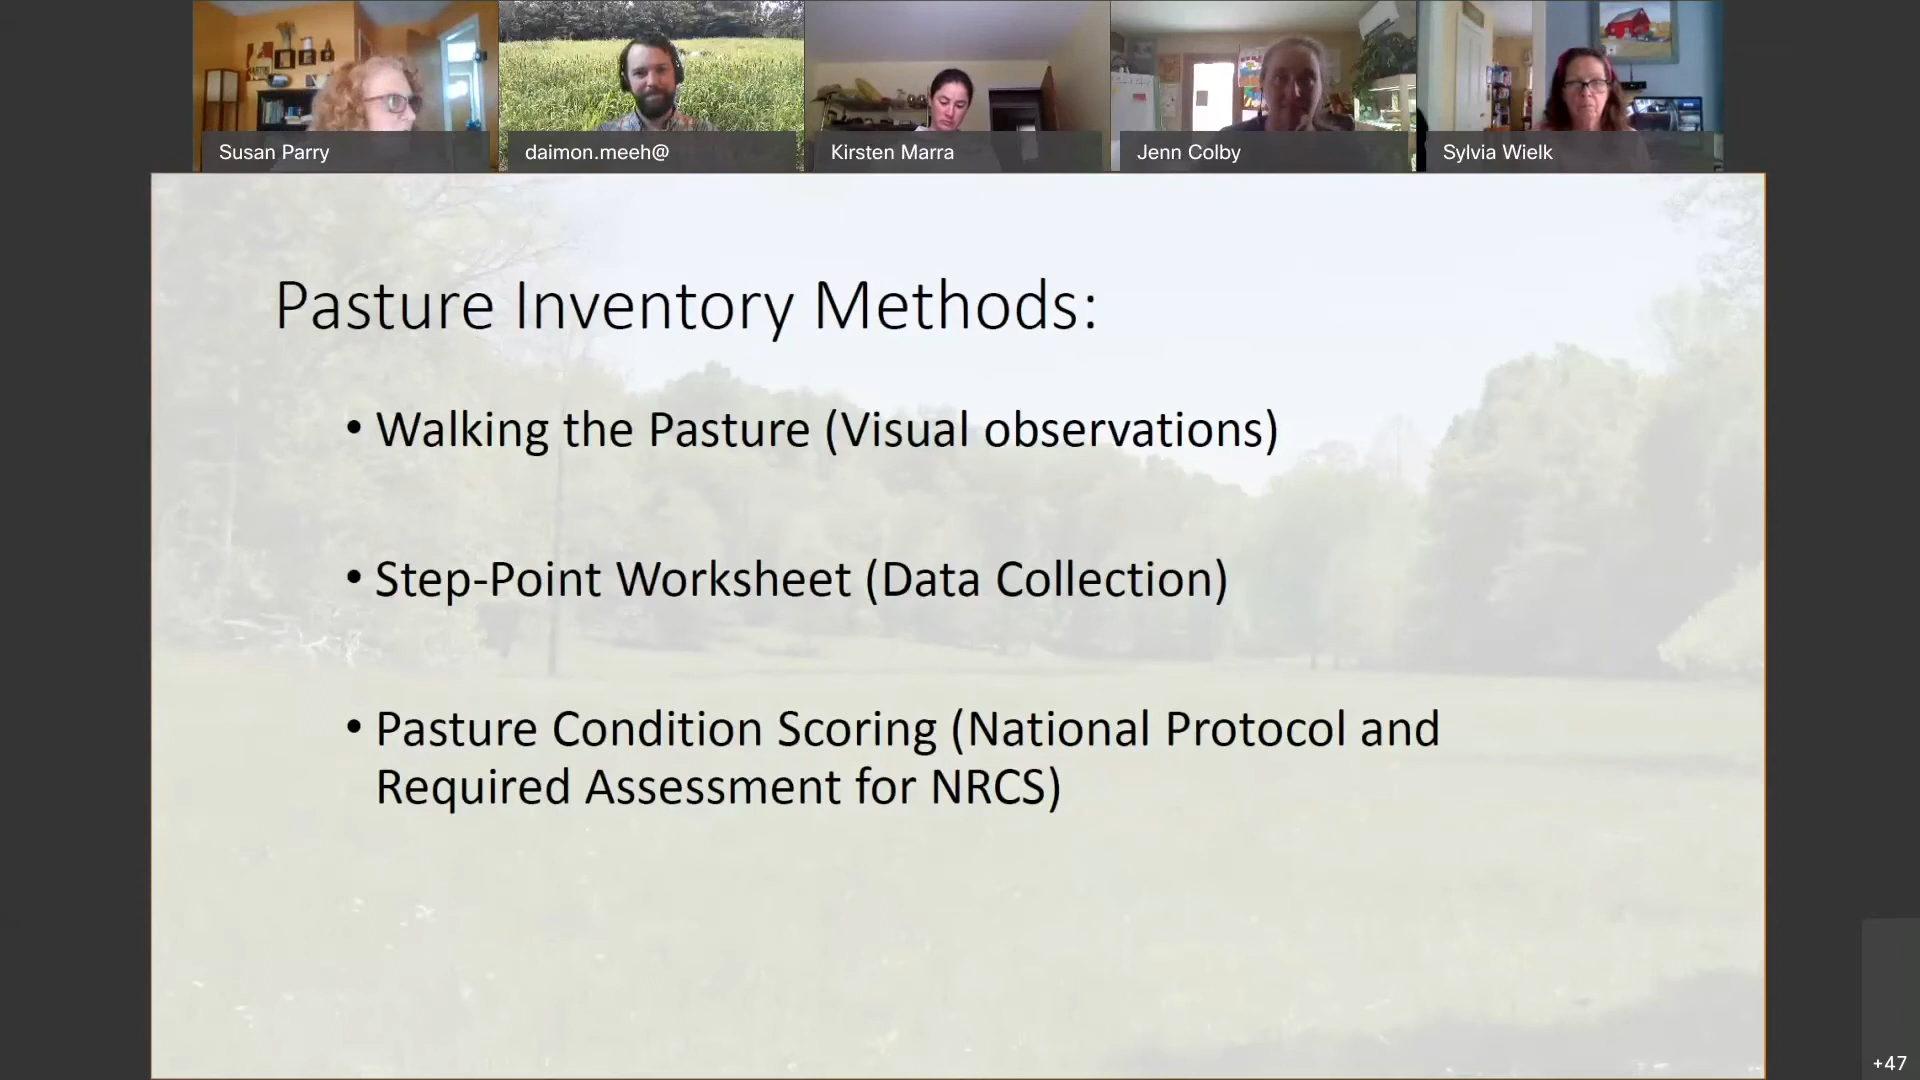 Susan Parry
daimon.meeh@
Kirsten Marra
Jenn Colby
Sylvia Wielk
Pasture Inventory Methods:
• Walking the Pasture (Visual observations)
• Step-Point Worksheet (Data Collection)
• Pasture Condition Scoring (National Protocol and
Required Assessment for NRCS)
+47